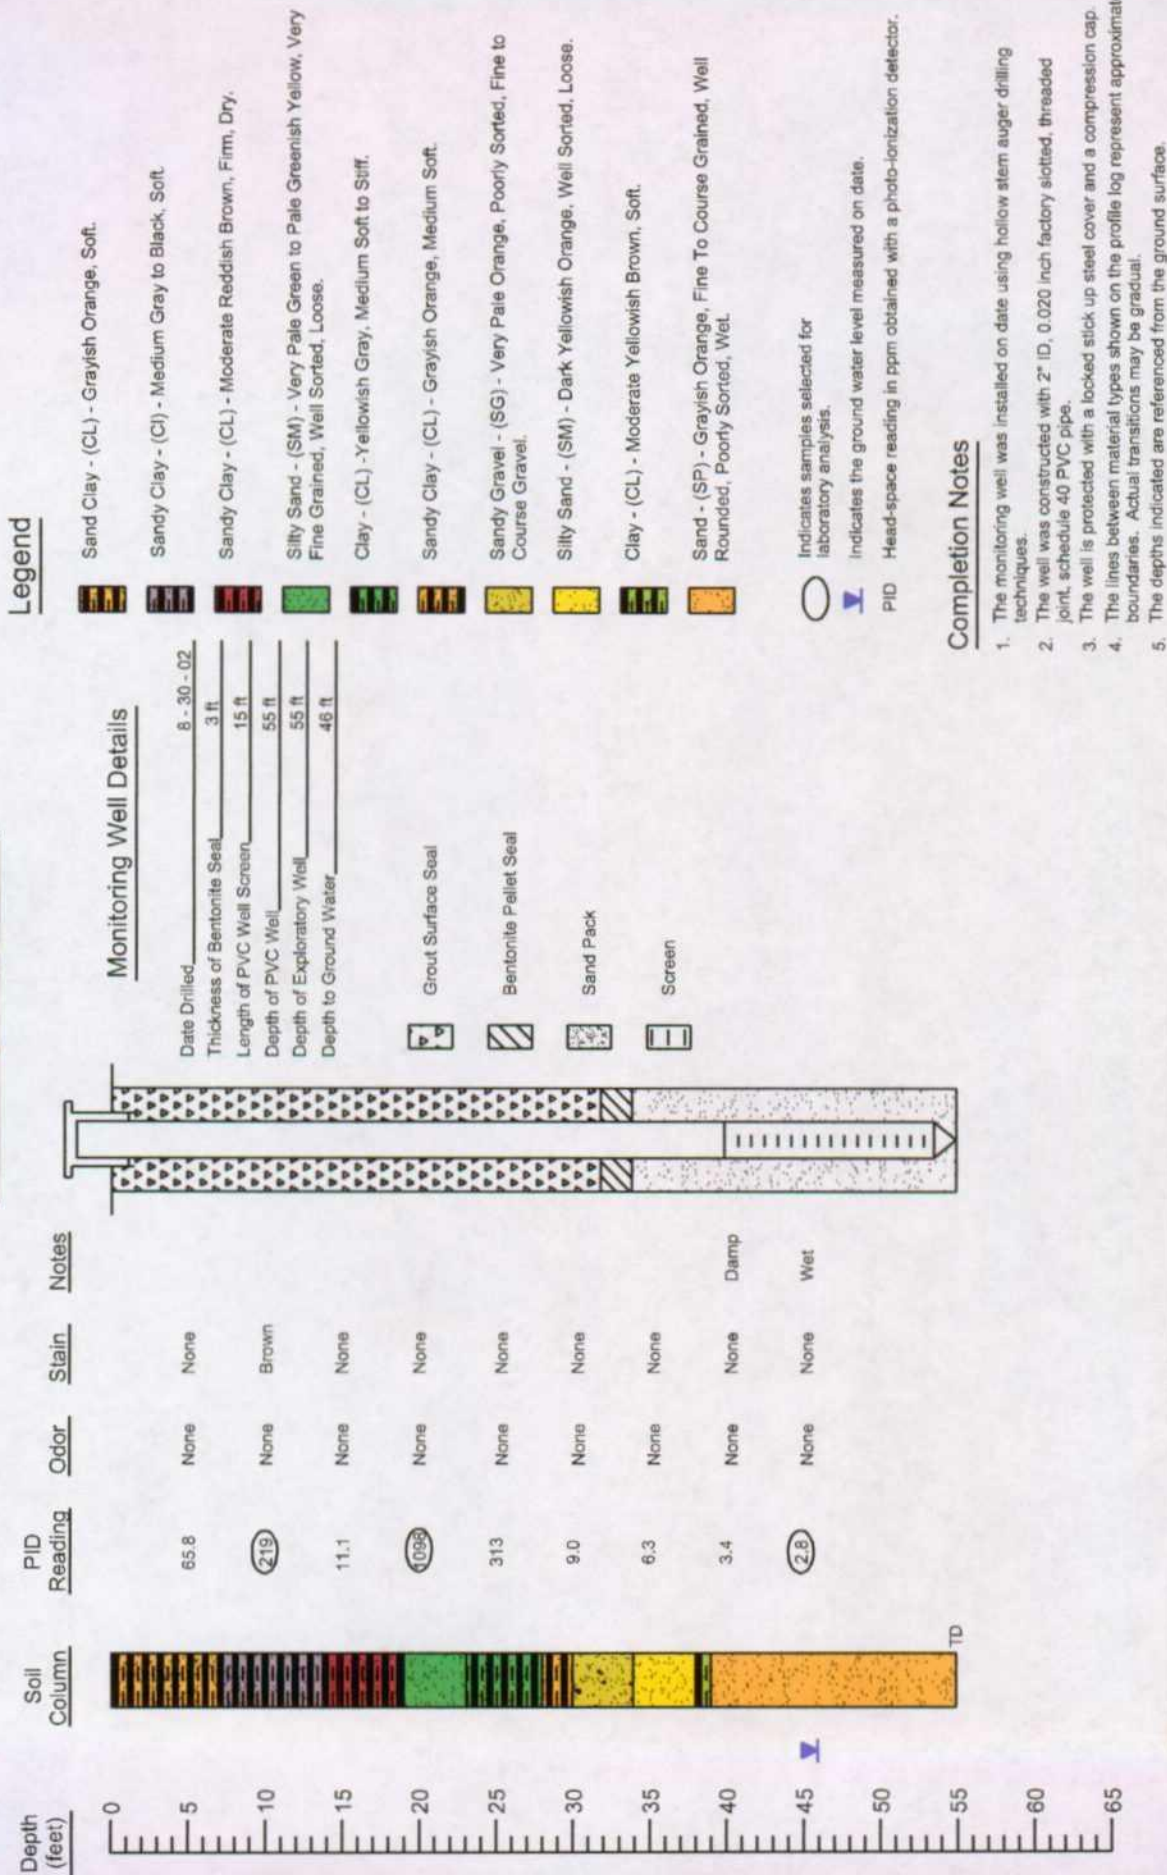 Depth
(feet)
Soil
Column
PID
Reading
Odor
Stain
Notes
0
5
10
15
20
25
30
35
40
45
50
55
60
65
TD
65.8 None None
219 None Brown
11.1 None None
1098 None None
313 None None
9.0 None None
6.3 None None
3.4 None None Damp
2.8 None None Wet
Monitoring Well Details
Date Drilled 8 - 30 - 02
Thickness of Bentonite Seal 3 ft
Length of PVC Well Screen 15 ft
Depth of PVC Well 55 ft
Depth of Exploratory Well 55 ft
Depth to Ground Water 46 ft
Grout Surface Seal
Bentonite Pellet Seal
Sand Pack
Screen
Legend
Sand Clay - (CL) - Grayish Orange, Soft.
Sandy Clay - (Cl) - Medium Gray to Black, Soft.
Sandy Clay - (CL) - Moderate Reddish Brown, Firm, Dry.
Silty Sand - (SM) - Very Pale Green to Pale Greenish Yellow, Very
Fine Grained, Well Sorted, Loose.
Clay - (CL) -Yellowish Gray, Medium Soft to Stiff.
Sandy Clay - (CL) - Grayish Orange, Medium Soft.
Sandy Gravel - (SG) - Very Pale Orange, Poorly Sorted, Fine to
Course Gravel.
Silty Sand - (SM) - Dark Yellowish Orange, Well Sorted, Loose.
Clay - (CL) - Moderate Yellowish Brown, Soft.
Sand - (SP) - Grayish Orange, Fine To Course Grained, Well
Rounded, Poorly Sorted, Wet.
Indicates samples selected for
laboratory analysis.
Indicates the ground water level measured on date.
PID Head-space reading in ppm obtained with a photo-ionization detector.
Completion Notes
1. The monitoring well was installed on date using hollow stem auger drilling
techniques.
2. The well was constructed with 2" ID, 0.020 inch factory slotted, threaded
joint, schedule 40 PVC pipe.
3. The well is protected with a locked stick up steel cover and a compression cap.
4. The lines between material types shown on the profile log represent approximat
boundaries. Actual transitions may be gradual.
5. The depths indicated are referenced from the ground surface.